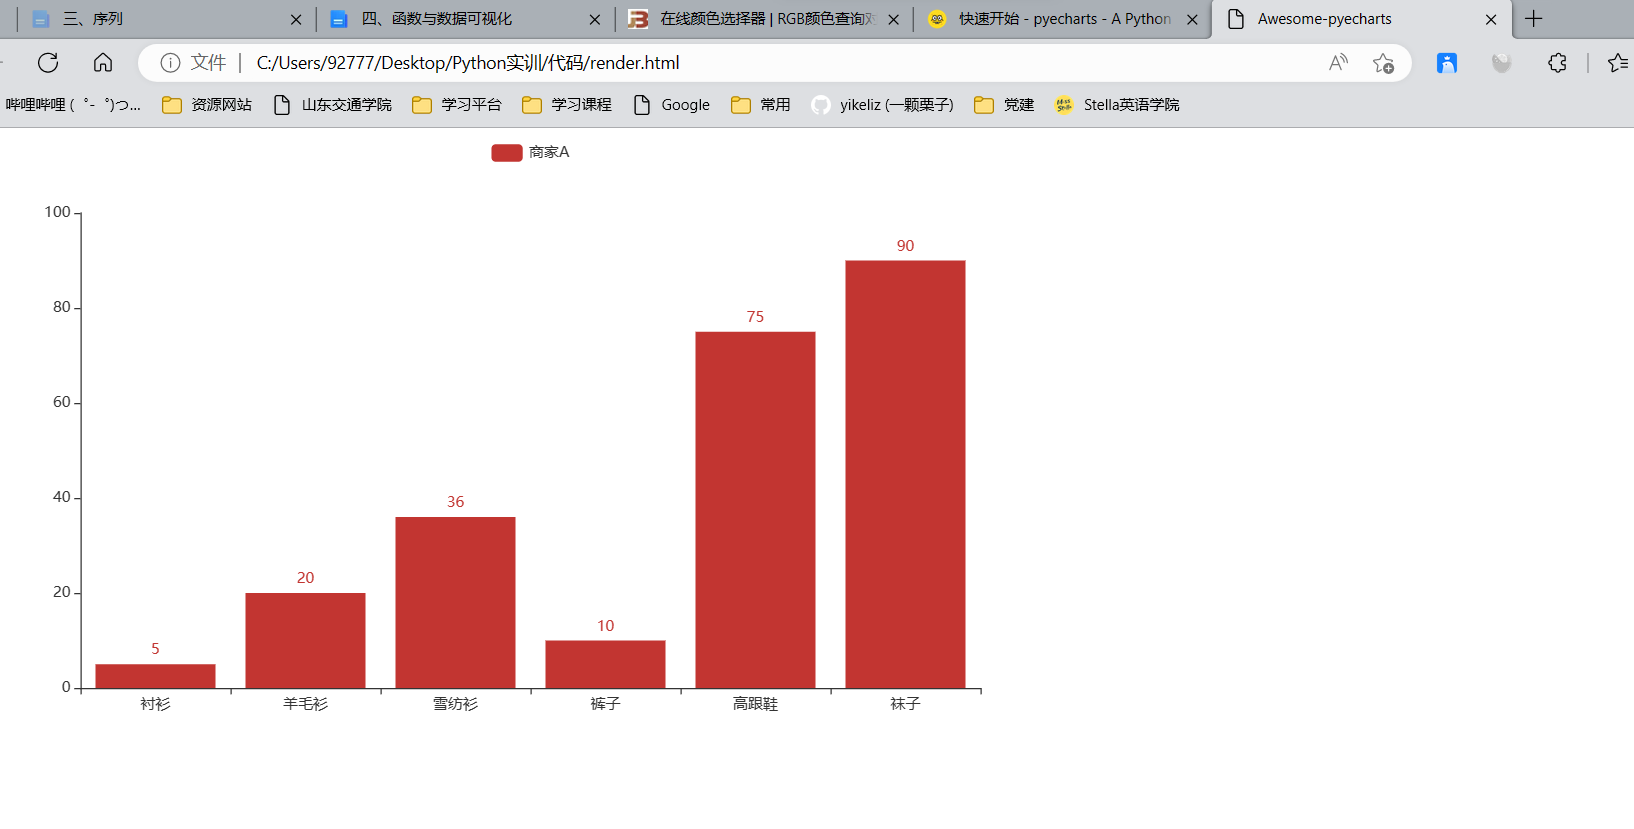 三、序列
四、函数与数据可视化
在线颜色选择器 | RGB颜色查询对
快速开始 - pyecharts - A Python
Awesome-pyecharts
文件
C:/Users/92777/Desktop/Python实训/代码/render.html
哔哩哔哩 (゜-゜)つ...
资源网站
山东交通学院
学习平台
学习课程
Google
常用
yikeliz (一颗栗子)
党建
Stella英语学院
商家A
100
80
60
40
20
0
5
20
36
10
75
90
衬衫
羊毛衫
雪纺衫
裤子
高跟鞋
袜子